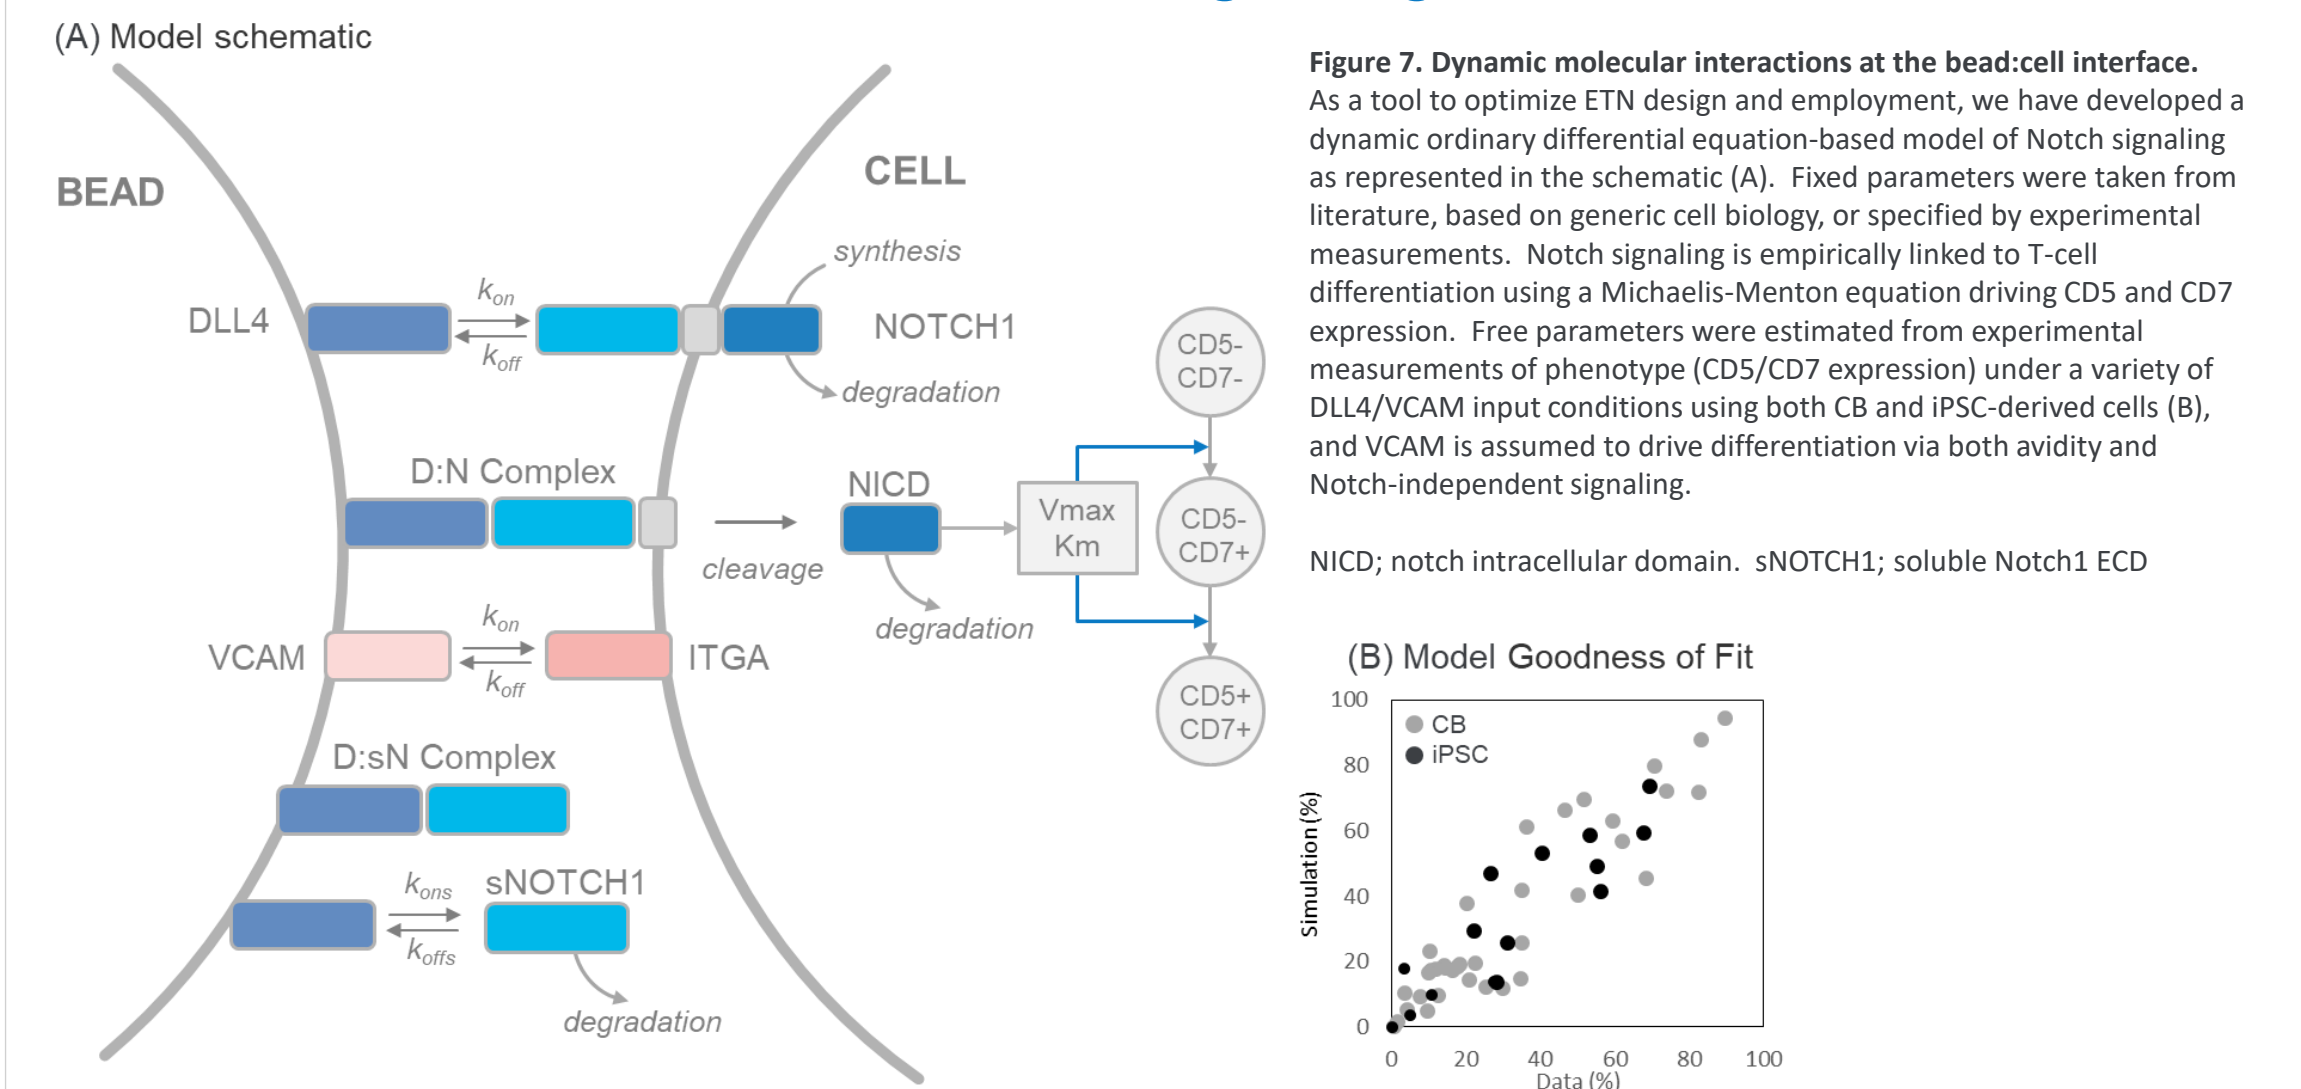 (A) Model schematic
BEAD
CELL
synthesis
DLL4
kon
koff
NOTCH1
degradation
D:N Complex
cleavage
NICD
degradation
Vmax
Km
CD5-
CD7-
CD5-
CD7+
CD5+
CD7+
VCAM
kon
koff
ITGA
D:sN Complex
kons
koffs
sNOTCH1
degradation
Figure 7. Dynamic molecular interactions at the bead:cell interface.
As a tool to optimize ETN design and employment, we have developed a
dynamic ordinary differential equation-based model of Notch signaling
as represented in the schematic (A).  Fixed parameters were taken from
literature, based on generic cell biology, or specified by experimental
measurements.  Notch signaling is empirically linked to T-cell
differentiation using a Michaelis-Menton equation driving CD5 and CD7
expression.  Free parameters were estimated from experimental
measurements of phenotype (CD5/CD7 expression) under a variety of
DLL4/VCAM input conditions using both CB and iPSC-derived cells (B),
and VCAM is assumed to drive differentiation via both avidity and
Notch-independent signaling.
NICD; notch intracellular domain.  sNOTCH1; soluble Notch1 ECD
(B) Model Goodness of Fit
CB
iPSC
Simulation (%)
100
80
60
40
20
0
0 20 40 60 80 100
Data (%)